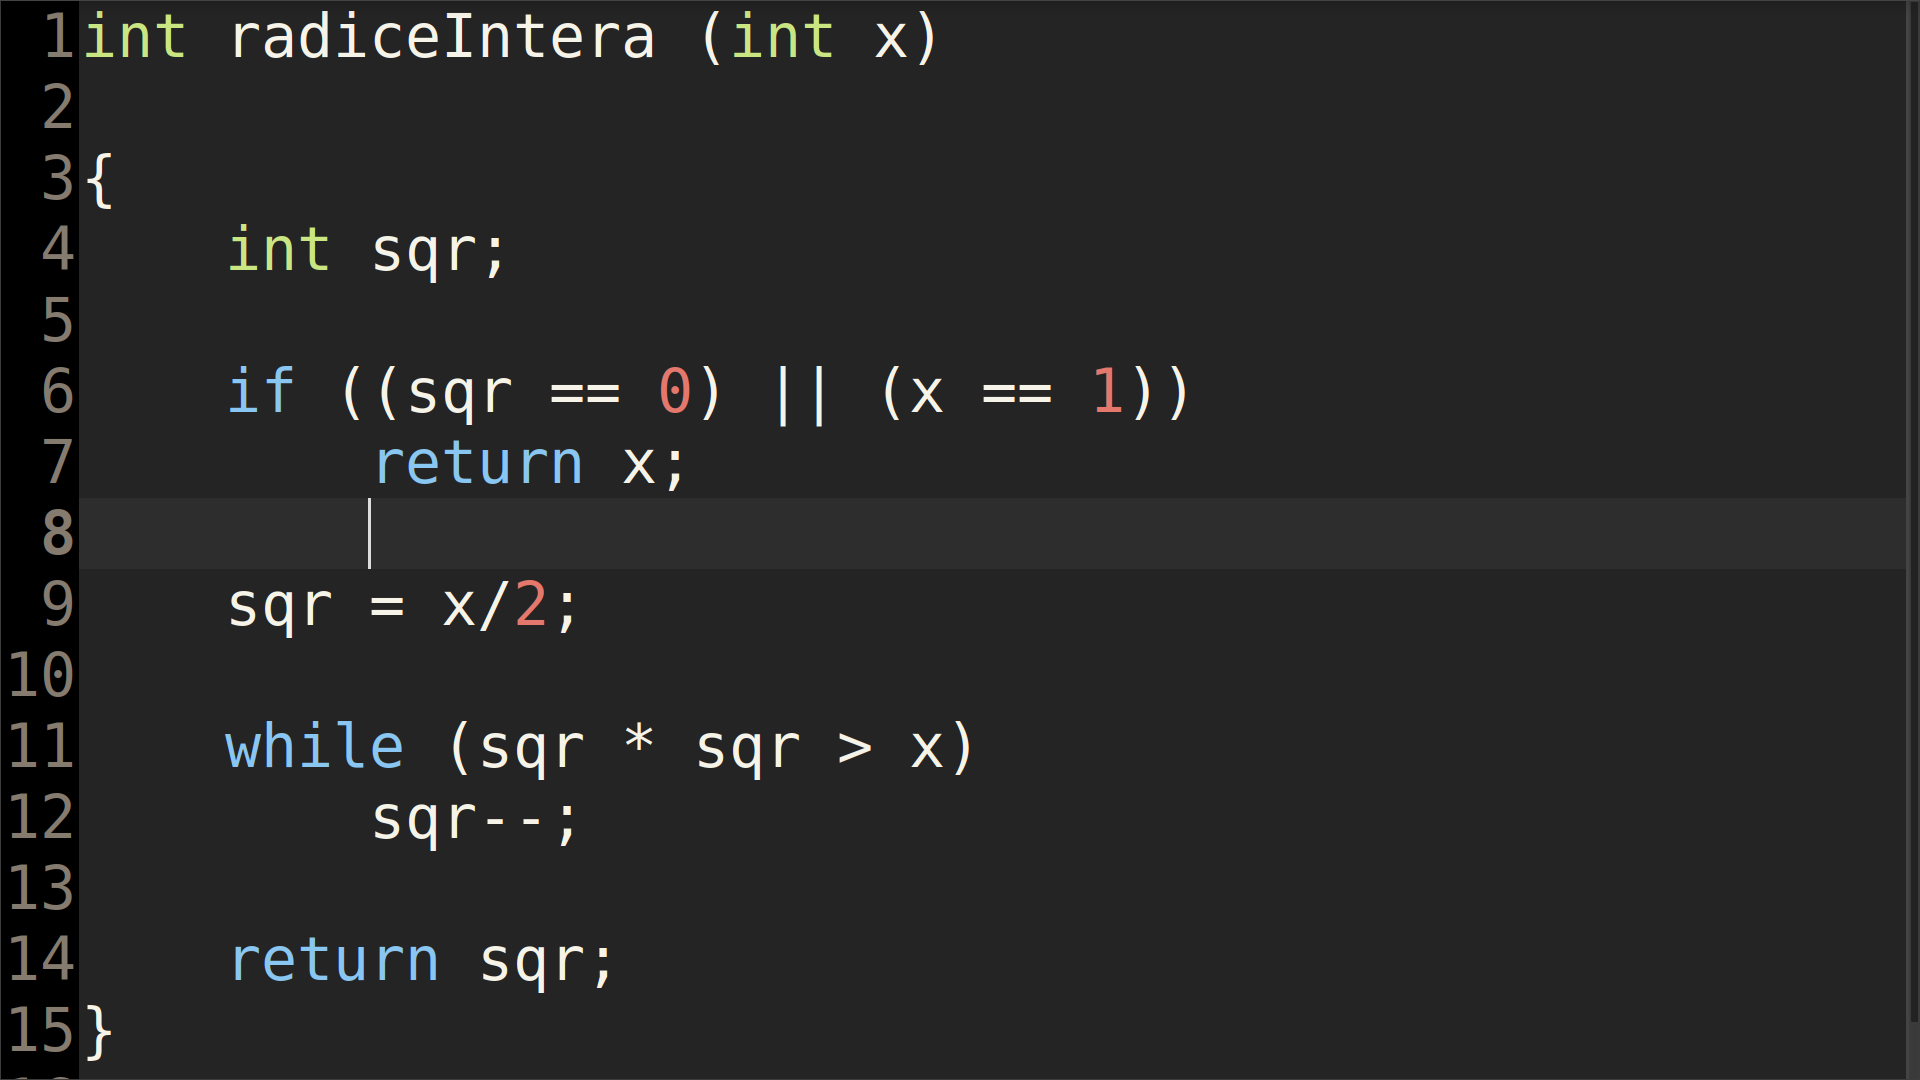 1 int radiceIntera (int x)
2
3 {
4     int sqr;
5
6     if ((sqr == 0) || (x == 1))
7         return x;
8
9     sqr = x/2;
10
11     while (sqr * sqr > x)
12         sqr--;
13
14     return sqr;
15 }